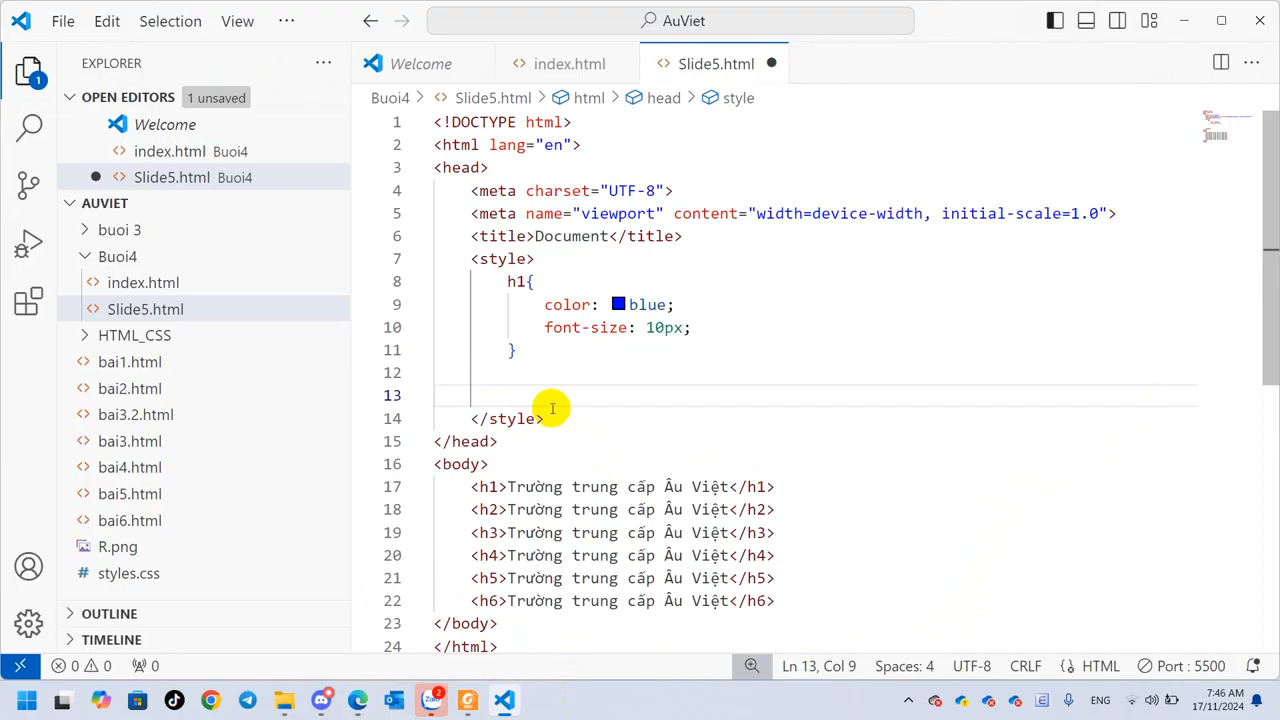 File Edit Selection View ··· AuViet
EXPLORER ···
Welcome index.html Slide5.html
OPEN EDITORS 1 unsaved
Welcome
index.html Buoi4
Slide5.html Buoi4
AUVIET
buoi 3
Buoi4
index.html
Slide5.html
HTML_CSS
bai1.html
bai2.html
bai3.2.html
bai3.html
bai4.html
bai5.html
bai6.html
R.png
styles.css
OUTLINE
TIMELINE
1
Buoi4 > Slide5.html > html > head > style
1 <!DOCTYPE html>
2 <html lang="en">
3 <head>
4 <meta charset="UTF-8">
5 <meta name="viewport" content="width=device-width, initial-scale=1.0">
6 <title>Document</title>
7 <style>
8 h1{
9 color: blue;
10 font-size: 10px;
11 }
12
13
14 </style>
15 </head>
16 <body>
17 <h1>Trường trung cấp Âu Việt</h1>
18 <h2>Trường trung cấp Âu Việt</h2>
19 <h3>Trường trung cấp Âu Việt</h3>
20 <h4>Trường trung cấp Âu Việt</h4>
21 <h5>Trường trung cấp Âu Việt</h5>
22 <h6>Trường trung cấp Âu Việt</h6>
23 </body>
24 </html>
0 0 0 Ln 13, Col 9 Spaces: 4 UTF-8 CRLF HTML Port : 5500
Zalo 2 ENG 7:46 AM
17/11/2024